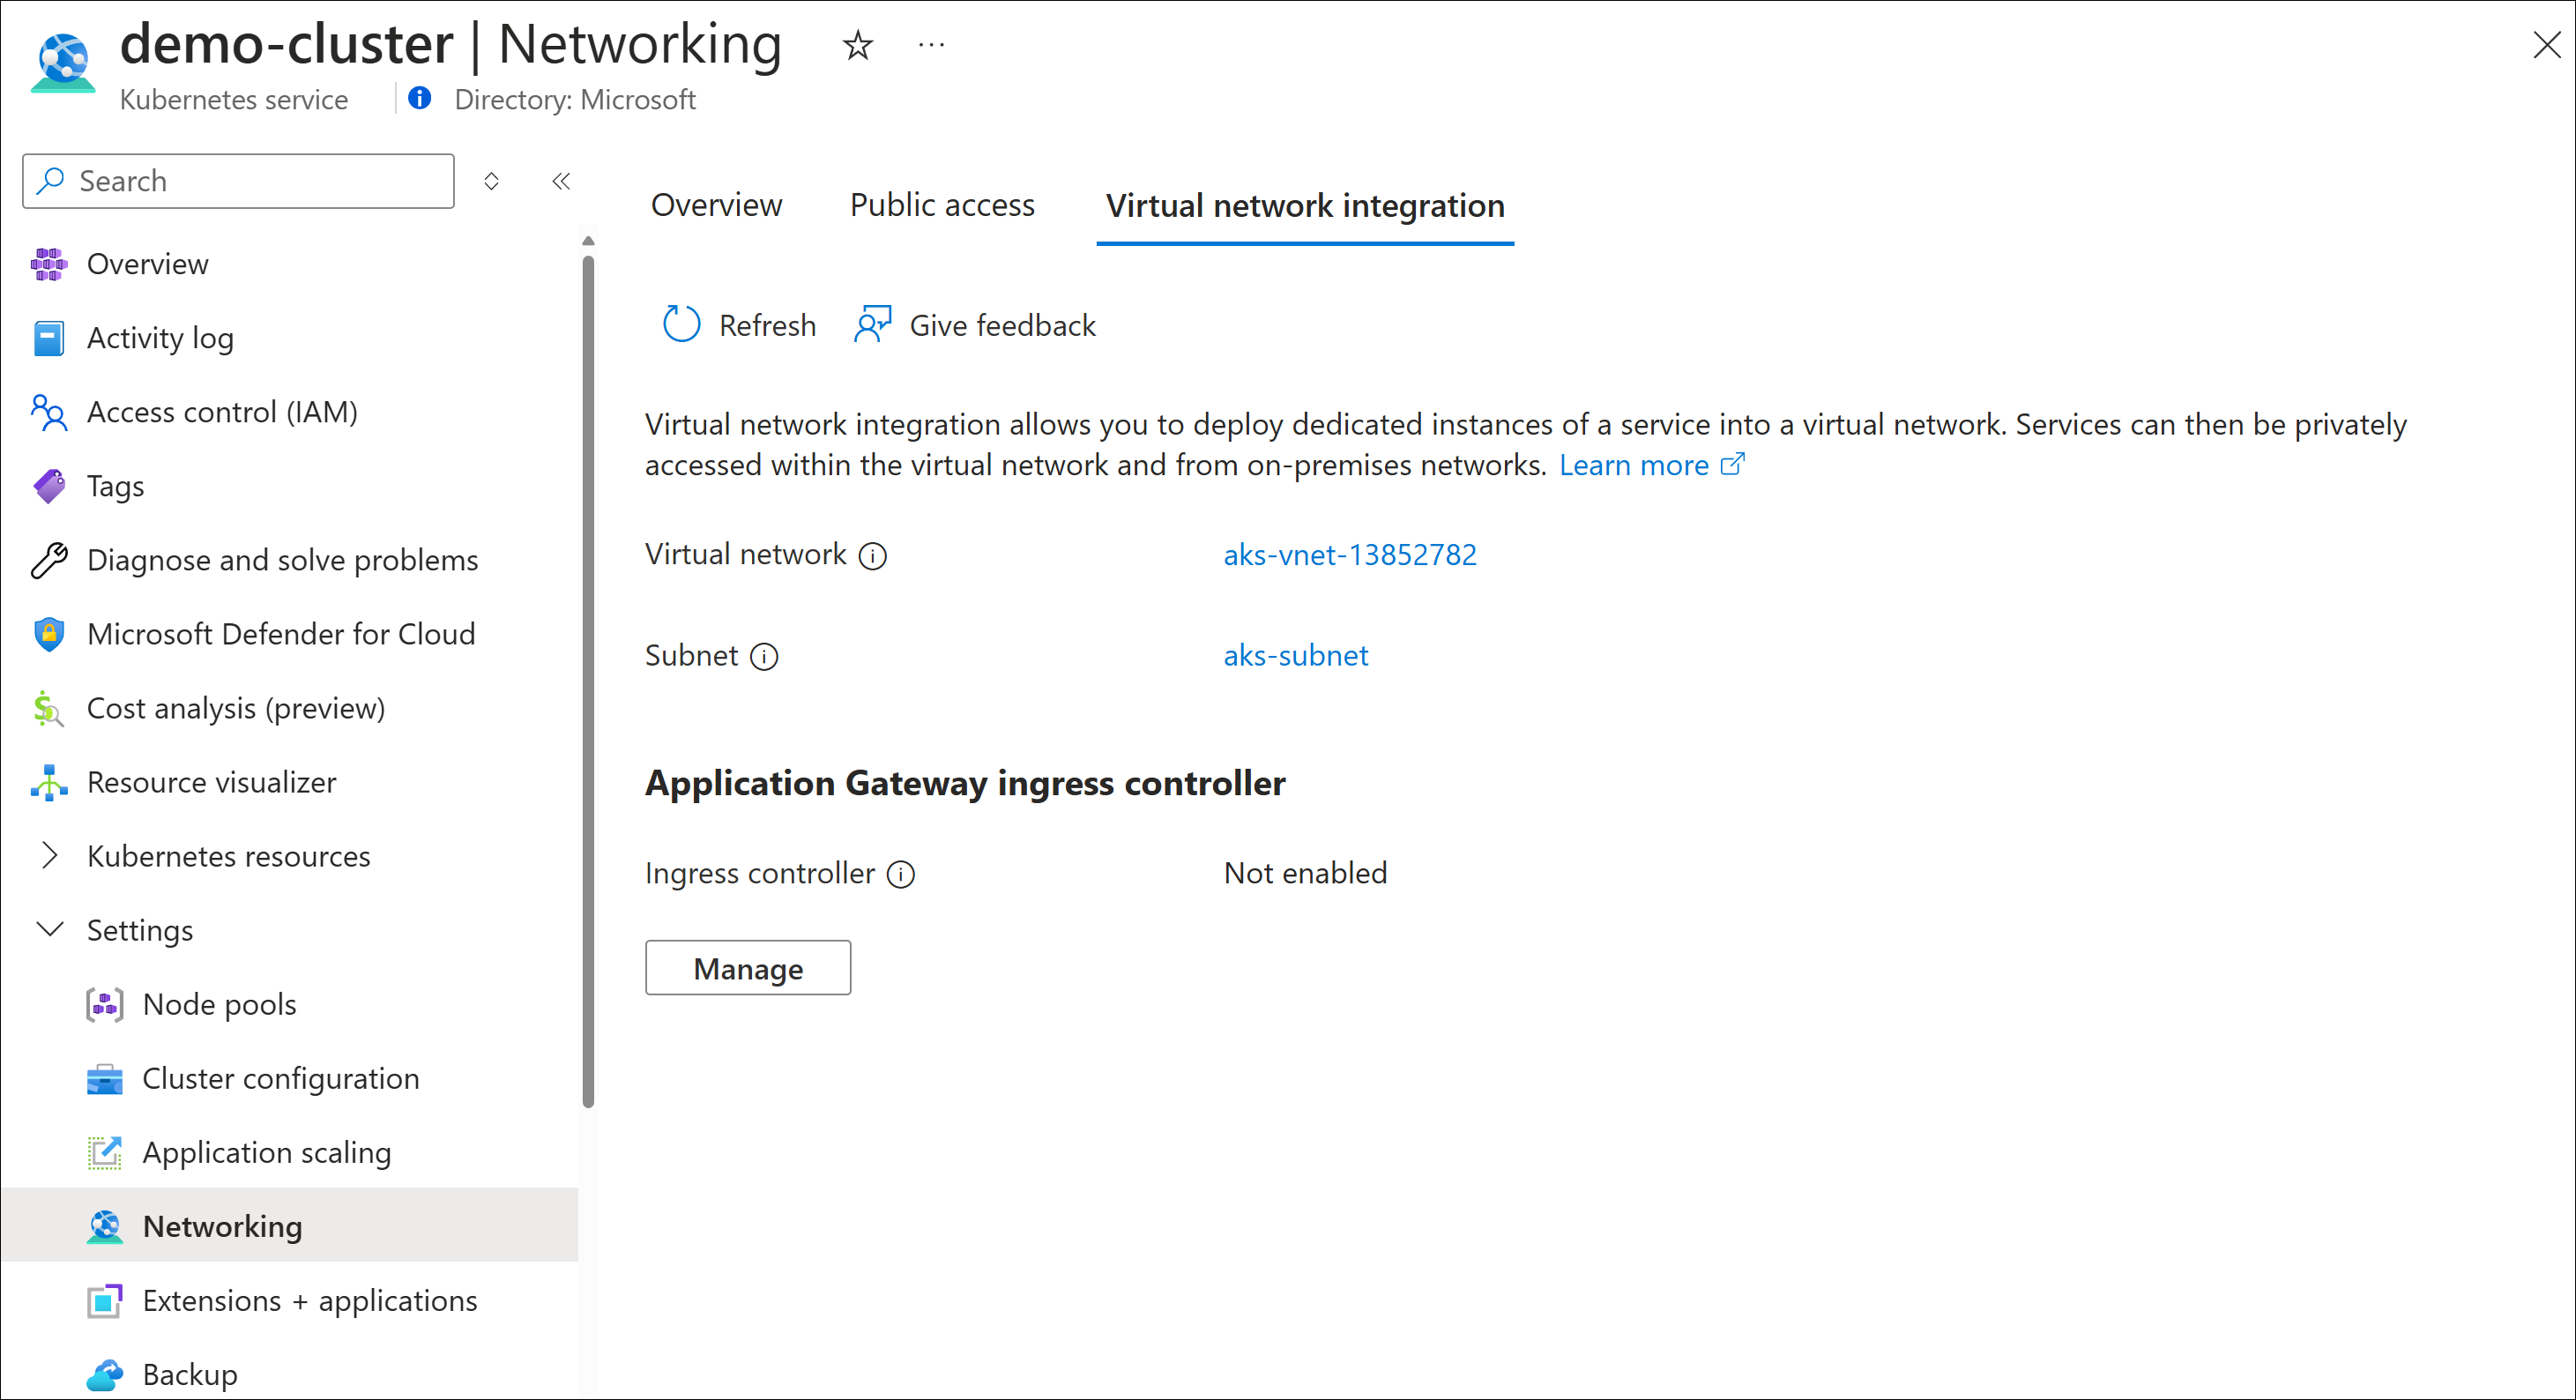 demo-cluster | Networking
Kubernetes service
Directory: Microsoft
Search
Overview
Activity log
Access control (IAM)
Tags
Diagnose and solve problems
Microsoft Defender for Cloud
Cost analysis (preview)
Resource visualizer
Kubernetes resources
Settings
Node pools
Cluster configuration
Application scaling
Networking
Extensions + applications
Backup
Overview
Public access
Virtual network integration
Refresh
Give feedback
Virtual network integration allows you to deploy dedicated instances of a service into a virtual network. Services can then be privately
accessed within the virtual network and from on-premises networks. Learn more
Virtual network
aks-vnet-13852782
Subnet
aks-subnet
Application Gateway ingress controller
Ingress controller
Not enabled
Manage